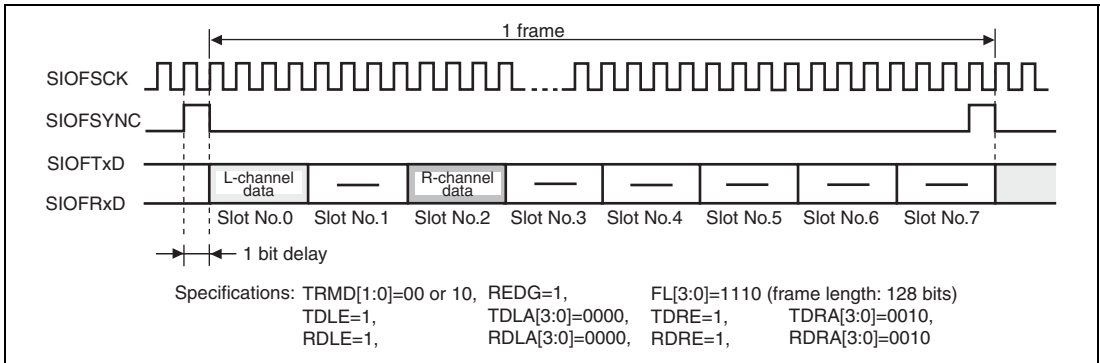 1 frame
SIOFSCK
SIOFSYNC
SIOFTxD
SIOFRxD
L-channel
data
R-channel
data
Slot No.0 Slot No.1 Slot No.2 Slot No.3 Slot No.4 Slot No.5 Slot No.6 Slot No.7
1 bit delay
Specifications: TRMD[1:0]=00 or 10, REDG=1, FL[3:0]=1110 (frame length: 128 bits)
TDLE=1, TDLA[3:0]=0000, TDRE=1, TDRA[3:0]=0010,
RDLE=1, RDLA[3:0]=0000, RDRE=1, RDRA[3:0]=0010